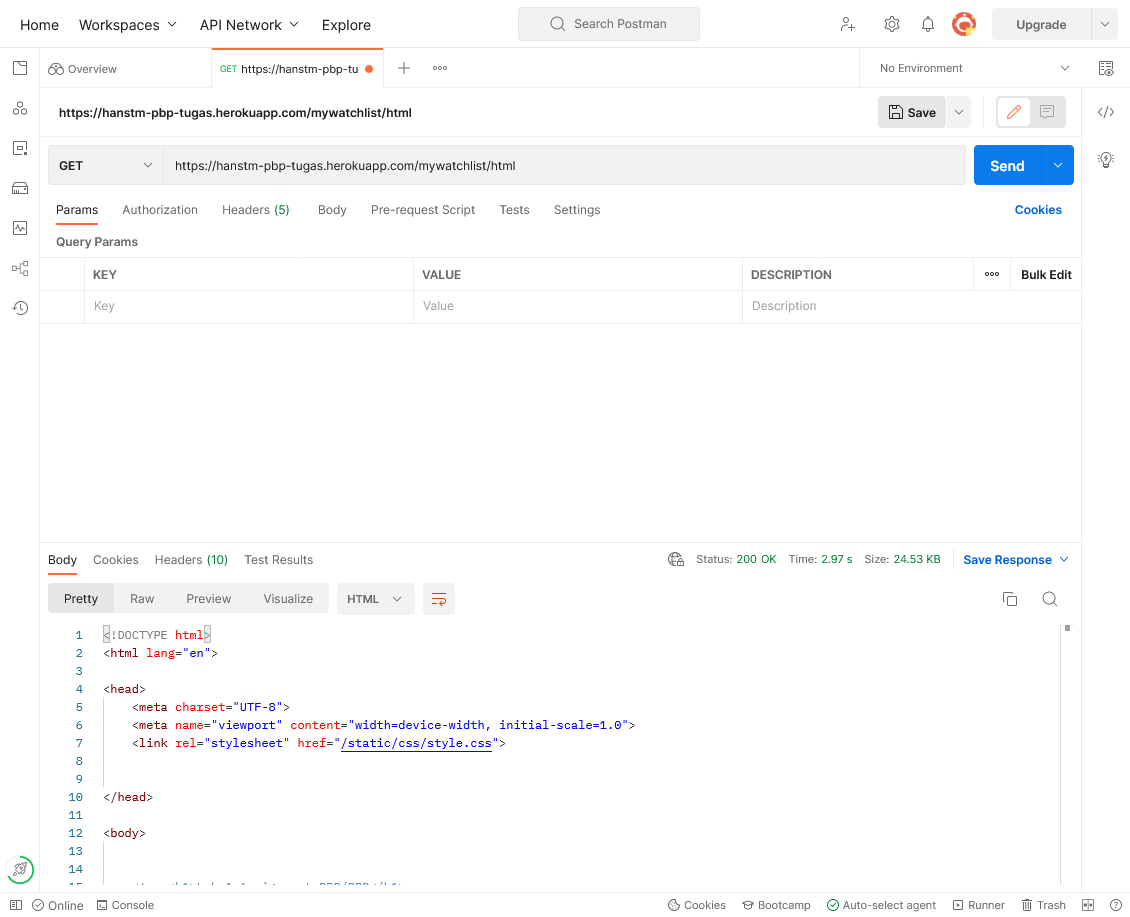 Home Workspaces API Network Explore Search Postman Upgrade
Overview GET https://hanstm-pbp-tu No Environment
https://hanstm-pbp-tugas.herokuapp.com/mywatchlist/html Save
GET https://hanstm-pbp-tugas.herokuapp.com/mywatchlist/html Send
Params Authorization Headers (5) Body Pre-request Script Tests Settings Cookies
Query Params
KEY VALUE DESCRIPTION Bulk Edit
Key Value Description
Body Cookies Headers (10) Test Results Status: 200 OK Time: 2.97 s Size: 24.53 KB Save Response
Pretty Raw Preview Visualize HTML
1 <!DOCTYPE html>
2 <html lang="en">
3
4 <head>
5 <meta charset="UTF-8">
6 <meta name="viewport" content="width=device-width, initial-scale=1.0">
7 <link rel="stylesheet" href="/static/css/style.css">
8
9
10 </head>
11
12 <body>
13
14
15
Online Console Cookies Bootcamp Auto-select agent Runner Trash